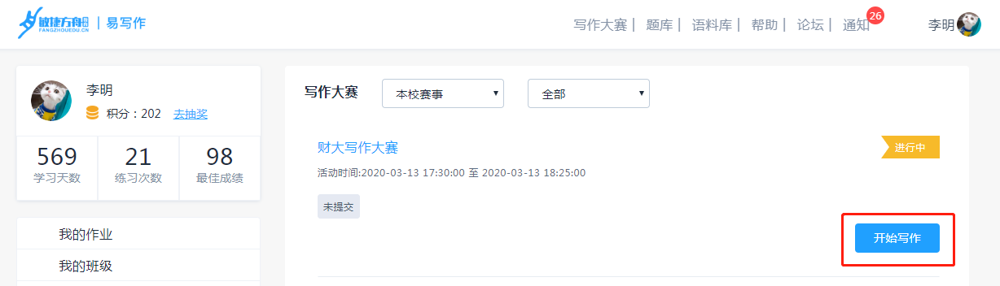 敏捷方舟 | 易写作
FANGZHOUEDU.CN
写作大赛 | 题库 | 语料库 | 帮助 | 论坛 | 通知 26
李明
李明
积分：202 去抽奖
569 21 98
学习天数 练习次数 最佳成绩
我的作业
我的班级
写作大赛 本校赛事 全部
财大写作大赛 进行中
活动时间:2020-03-13 17:30:00 至 2020-03-13 18:25:00
未提交
开始写作